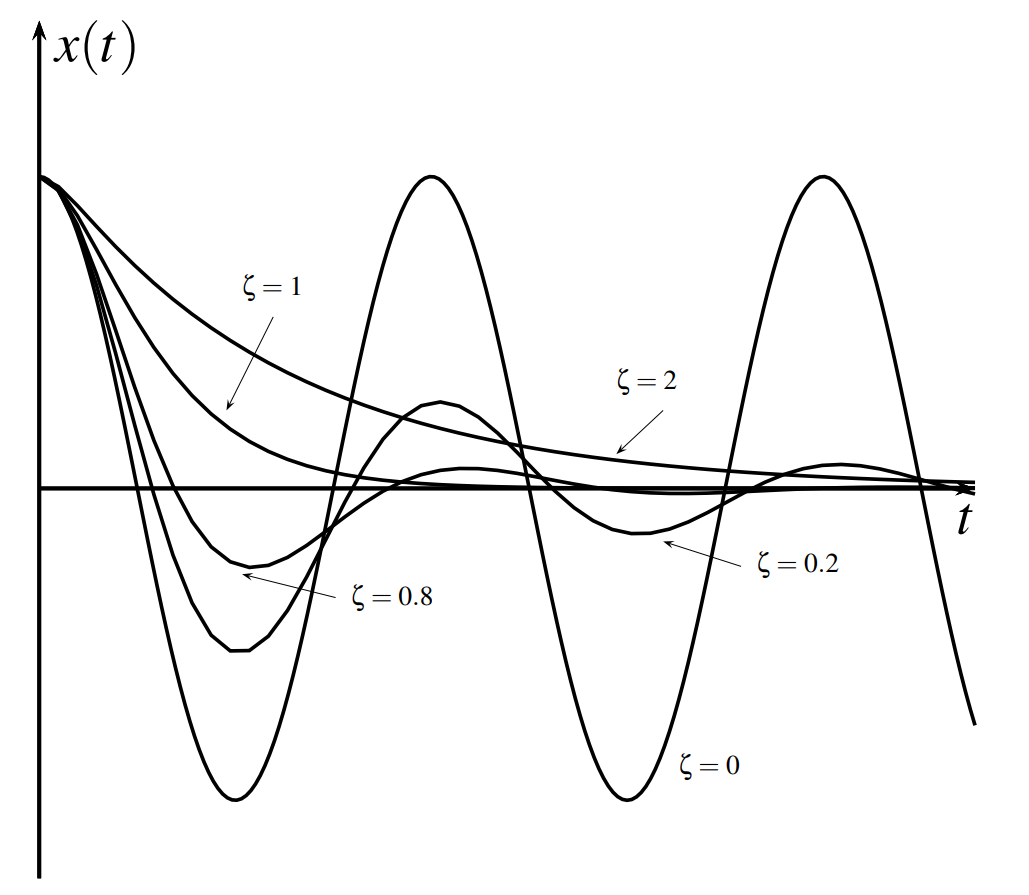 x(t)
ζ = 1
ζ = 2
t
ζ = 0.2
ζ = 0.8
ζ = 0